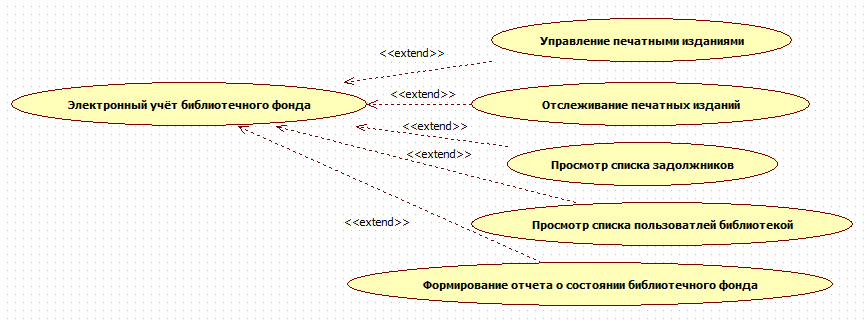 Управление печатными изданиями
<<extend>>
Электронный учёт библиотечного фонда
<<extend>>
Отслеживание печатных изданий
<<extend>>
<<extend>>
Просмотр списка задолжников
Просмотр списка пользоватлей библиотекой
<<extend>>
Формирование отчета о состоянии библиотечного фонда